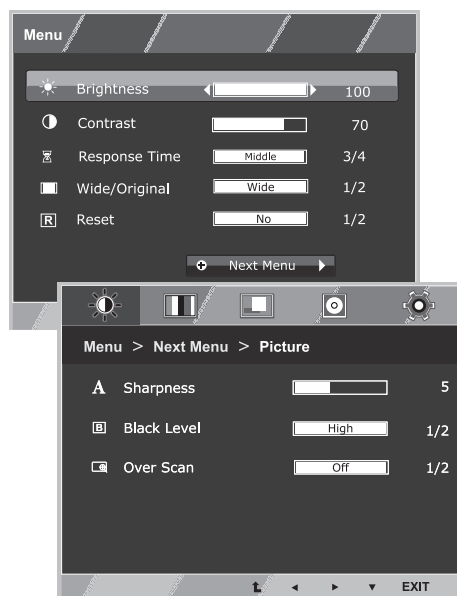 Menu
Brightness 100
Contrast 70
Response Time Middle 3/4
Wide/Original Wide 1/2
R Reset No 1/2
Next Menu
Menu > Next Menu > Picture
A Sharpness 5
B Black Level High 1/2
Over Scan Off 1/2
EXIT